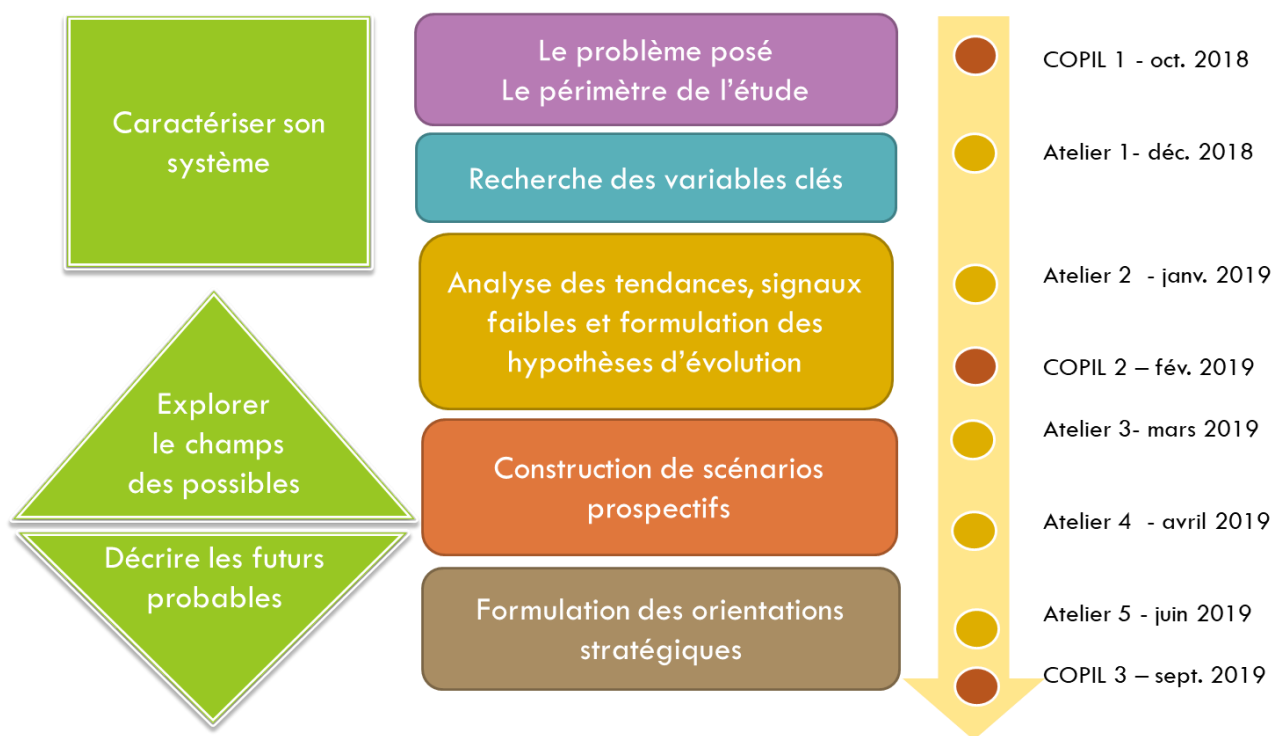 Caractériser son
système
Explorer
le champs
des possibles
Décrire les futurs
probables
Le problème posé
Le périmètre de l'étude
Recherche des variables clés
Analyse des tendances, signaux
faibles et formulation des
hypothèses d'évolution
Construction de scénarios
prospectifs
Formulation des orientations
stratégiques
COPIL 1 - oct. 2018
Atelier 1- déc. 2018
Atelier 2 - janv. 2019
COPIL 2 – fév. 2019
Atelier 3- mars 2019
Atelier 4 - avril 2019
Atelier 5 - juin 2019
COPIL 3 – sept. 2019